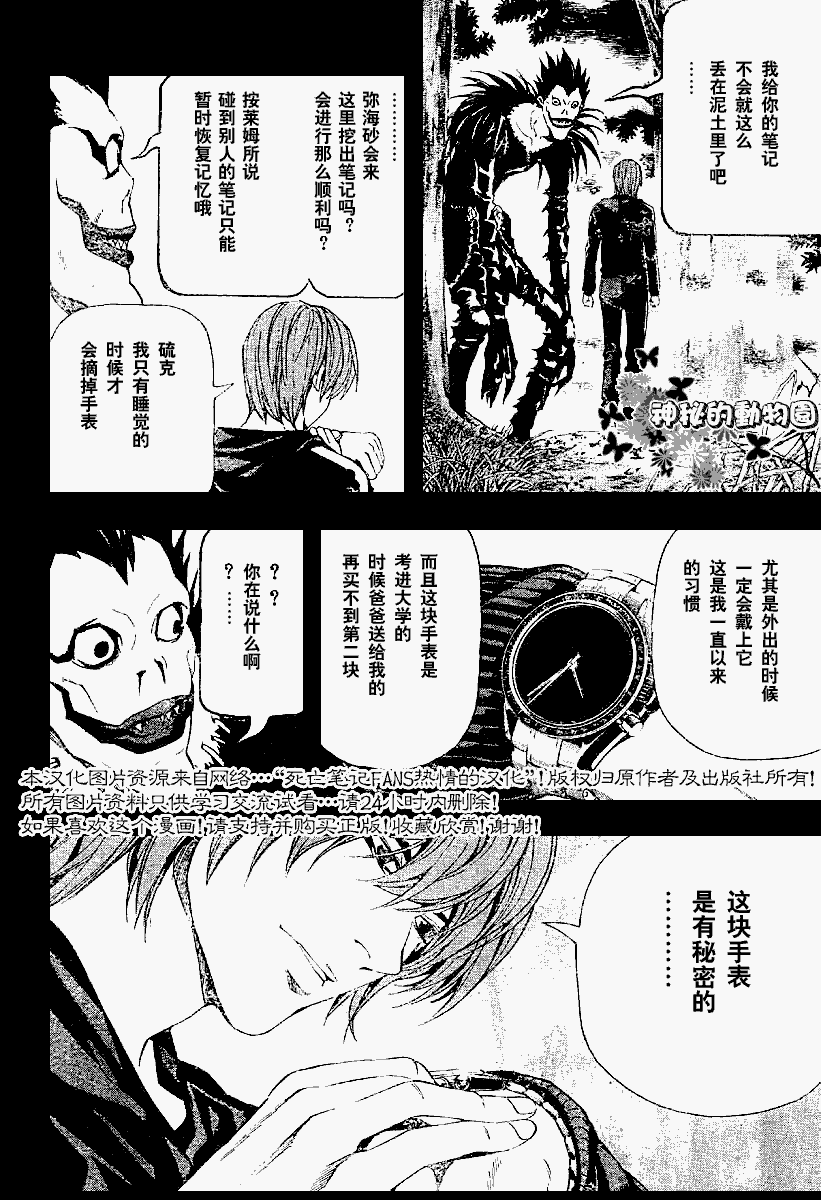 我给你的笔记
不会就这么
丢在泥土里了吧
……
…………
弥海砂会来
这里挖出笔记吗？
会进行那么顺利吗？
按莱姆所说
碰到别人的笔记只能
暂时恢复记忆哦
硫克
我只有睡觉的
时候才
会摘掉手表
神秘的動物園
尤其是外出的时候
一定会戴上它
这是我一直以来
的习惯
而且这块手表是
考进大学的
时候爸爸送给我的
再买不到第二块
？？
你在说什么啊
？……
本汉化图片资源来自网络…“死亡笔记FANS热情的汉化”！版权归原作者及出版社所有！
所有图片资料只供学习交流试看…请24小时内删除！
如果喜欢这个漫画！请支持并购买正版！收藏欣赏！谢谢！
这块手表
是有秘密的
…………